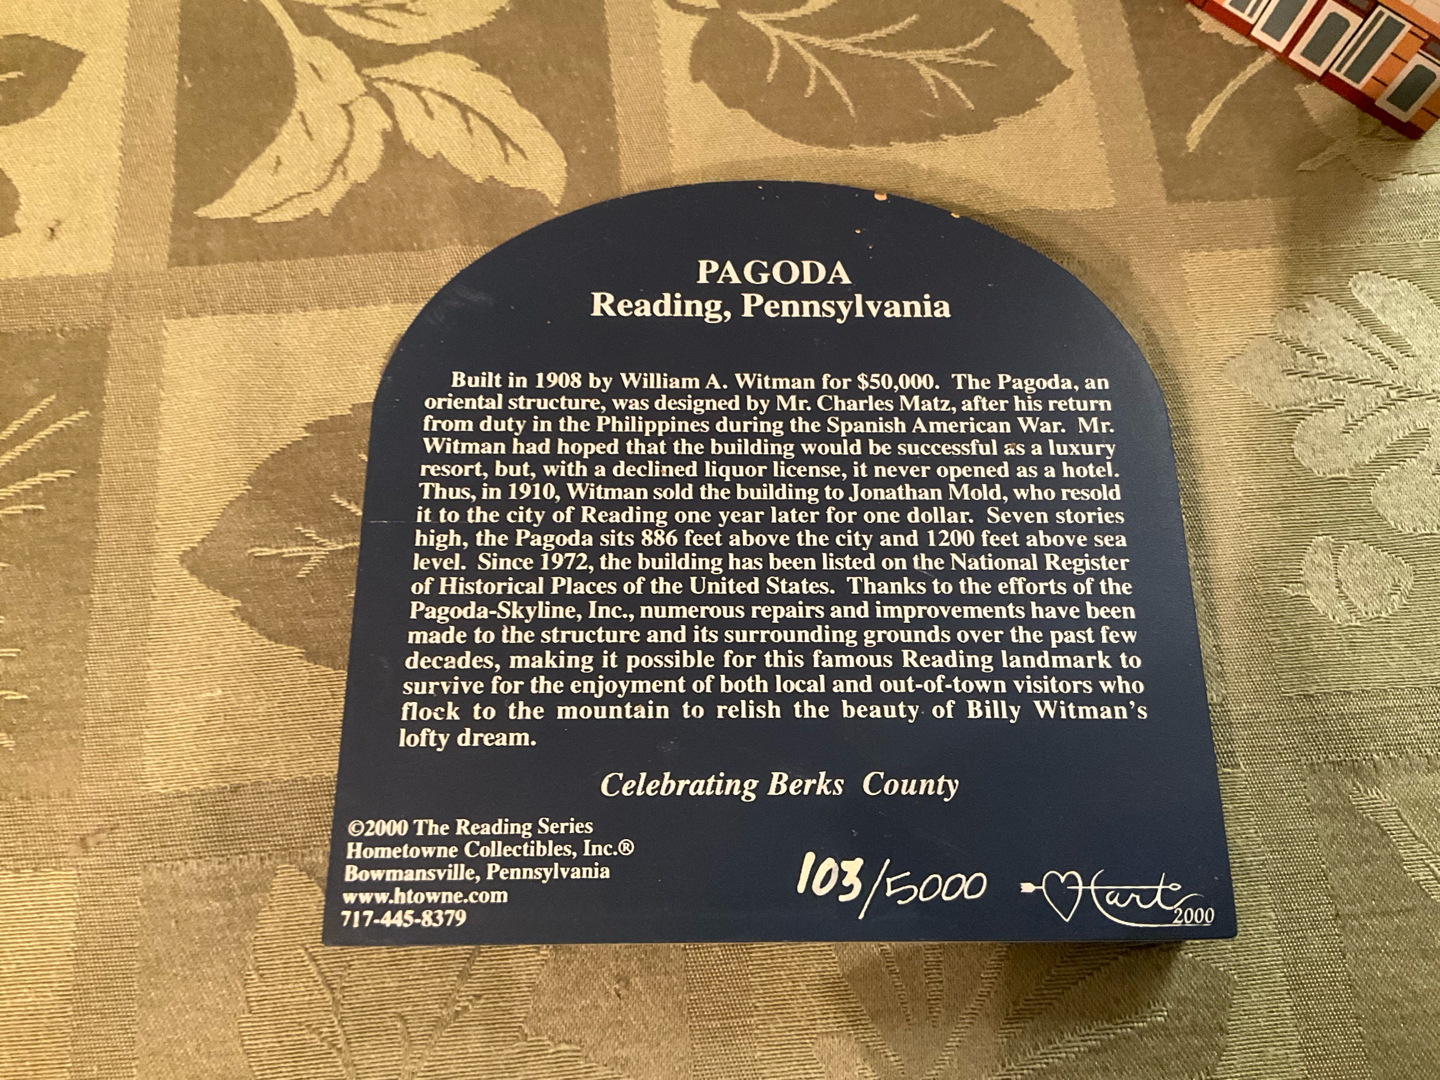 PAGODA
Reading, Pennsylvania
Built in 1908 by William A. Witman for $50,000. The Pagoda, an
oriental structure, was designed by Mr. Charles Matz, after his return
from duty in the Philippines during the Spanish American War. Mr.
Witman had hoped that the building would be successful as a luxury
resort, but, with a declined liquor license, it never opened as a hotel.
Thus, in 1910, Witman sold the building to Jonathan Mold, who resold
it to the city of Reading one year later for one dollar. Seven stories
high, the Pagoda sits 886 feet above the city and 1200 feet above sea
level. Since 1972, the building has been listed on the National Register
of Historical Places of the United States. Thanks to the efforts of the
Pagoda-Skyline, Inc., numerous repairs and improvements have been
made to the structure and its surrounding grounds over the past few
decades, making it possible for this famous Reading landmark to
survive for the enjoyment of both local and out-of-town visitors who
flock to the mountain to relish the beauty of Billy Witman's
lofty dream.
Celebrating Berks County
©2000 The Reading Series
Hometowne Collectibles, Inc.®
Bowmansville, Pennsylvania
www.htowne.com
717-445-8379
103/5000
Hart
2000